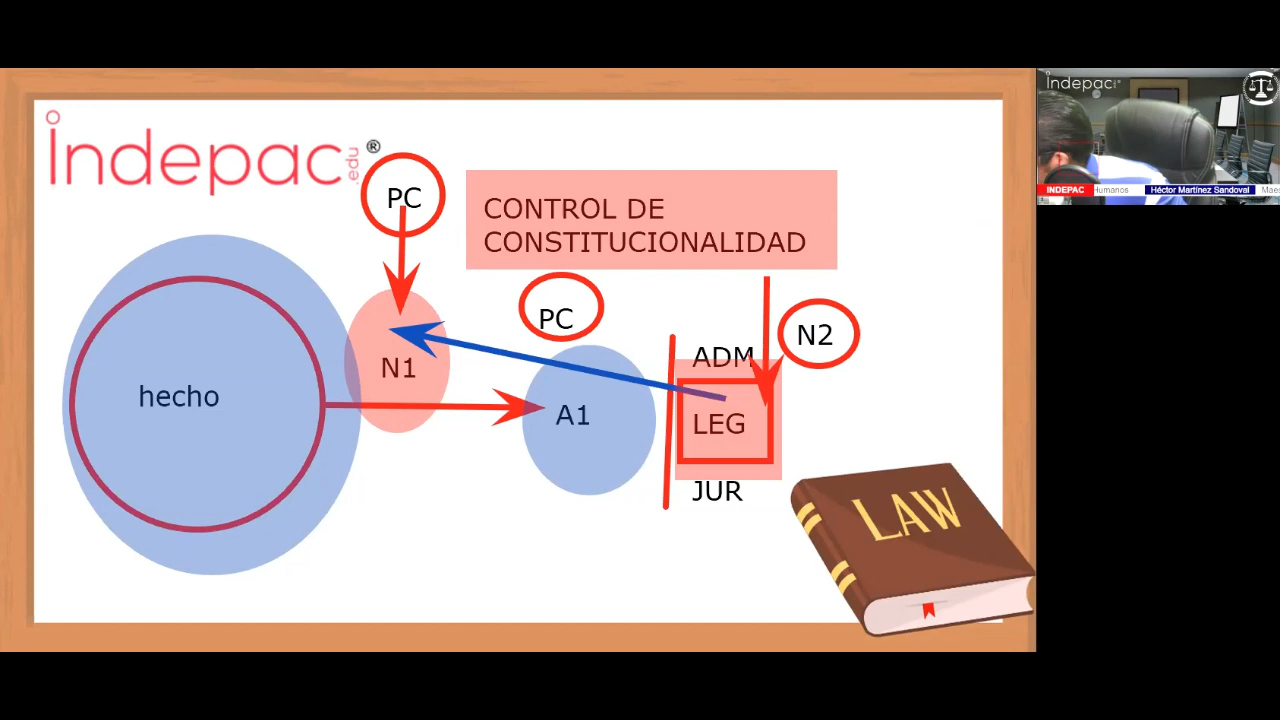 indepac
.edu
®
PC
CONTROL DE
CONSTITUCIONALIDAD
PC
N2
ADM
N1
hecho
A1
LEG
JUR
LAW
indepac
INDEPAC
Humanos
Héctor Martínez Sandoval
Maes